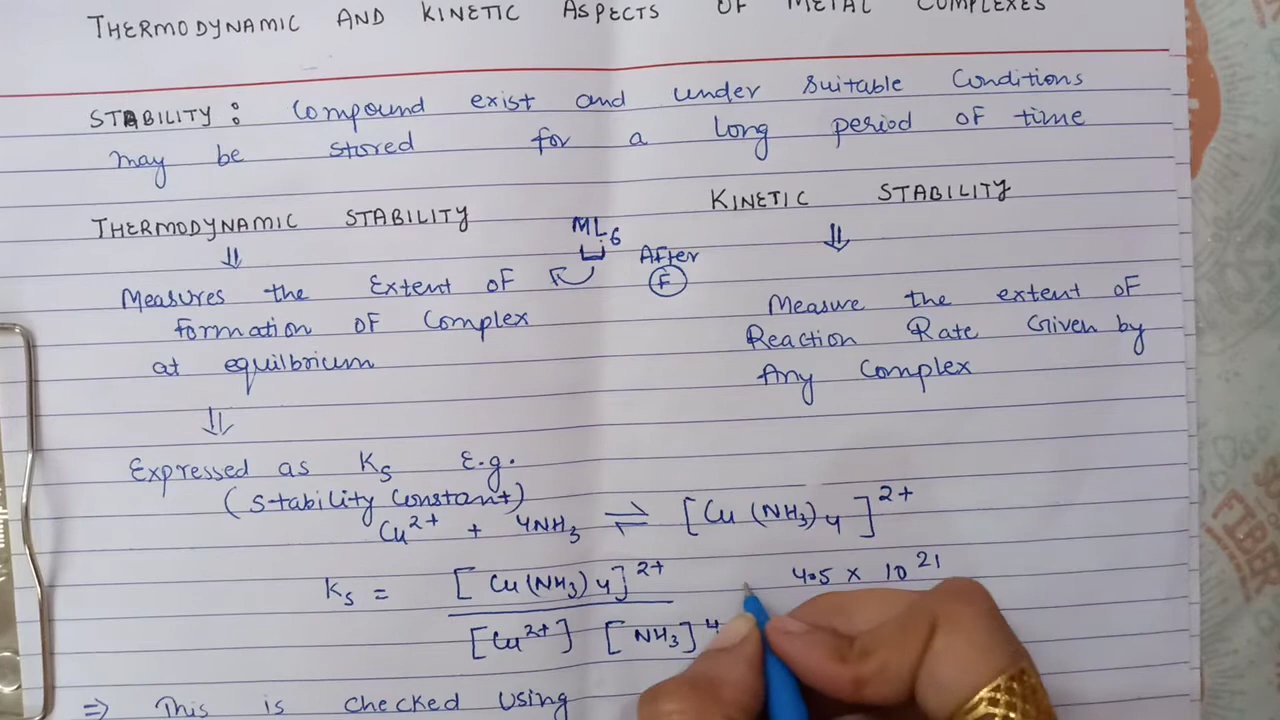 THERMODYNAMIC AND KINETIC ASPECTS OF METAL COMPLEXES
STABILITY: Compound exist and under suitable Conditions
may be stored for a long period of time
THERMODYNAMIC STABILITY
ML6
After
F
KINETIC STABILITY
⇓
Measures the Extent of
formation of Complex
at equilbrium
⇓
Measure the extent of
Reaction Rate Given by
Any Complex
⇓
Expressed as Ks E.g.
(Stability Constant)
Cu2+ + 4NH3 ⇌ [Cu(NH3)4]2+
Ks = [Cu(NH3)4]2+ 4.5 × 10 21
[Cu2+] [NH3]4
⇒ This is checked using
FIBER